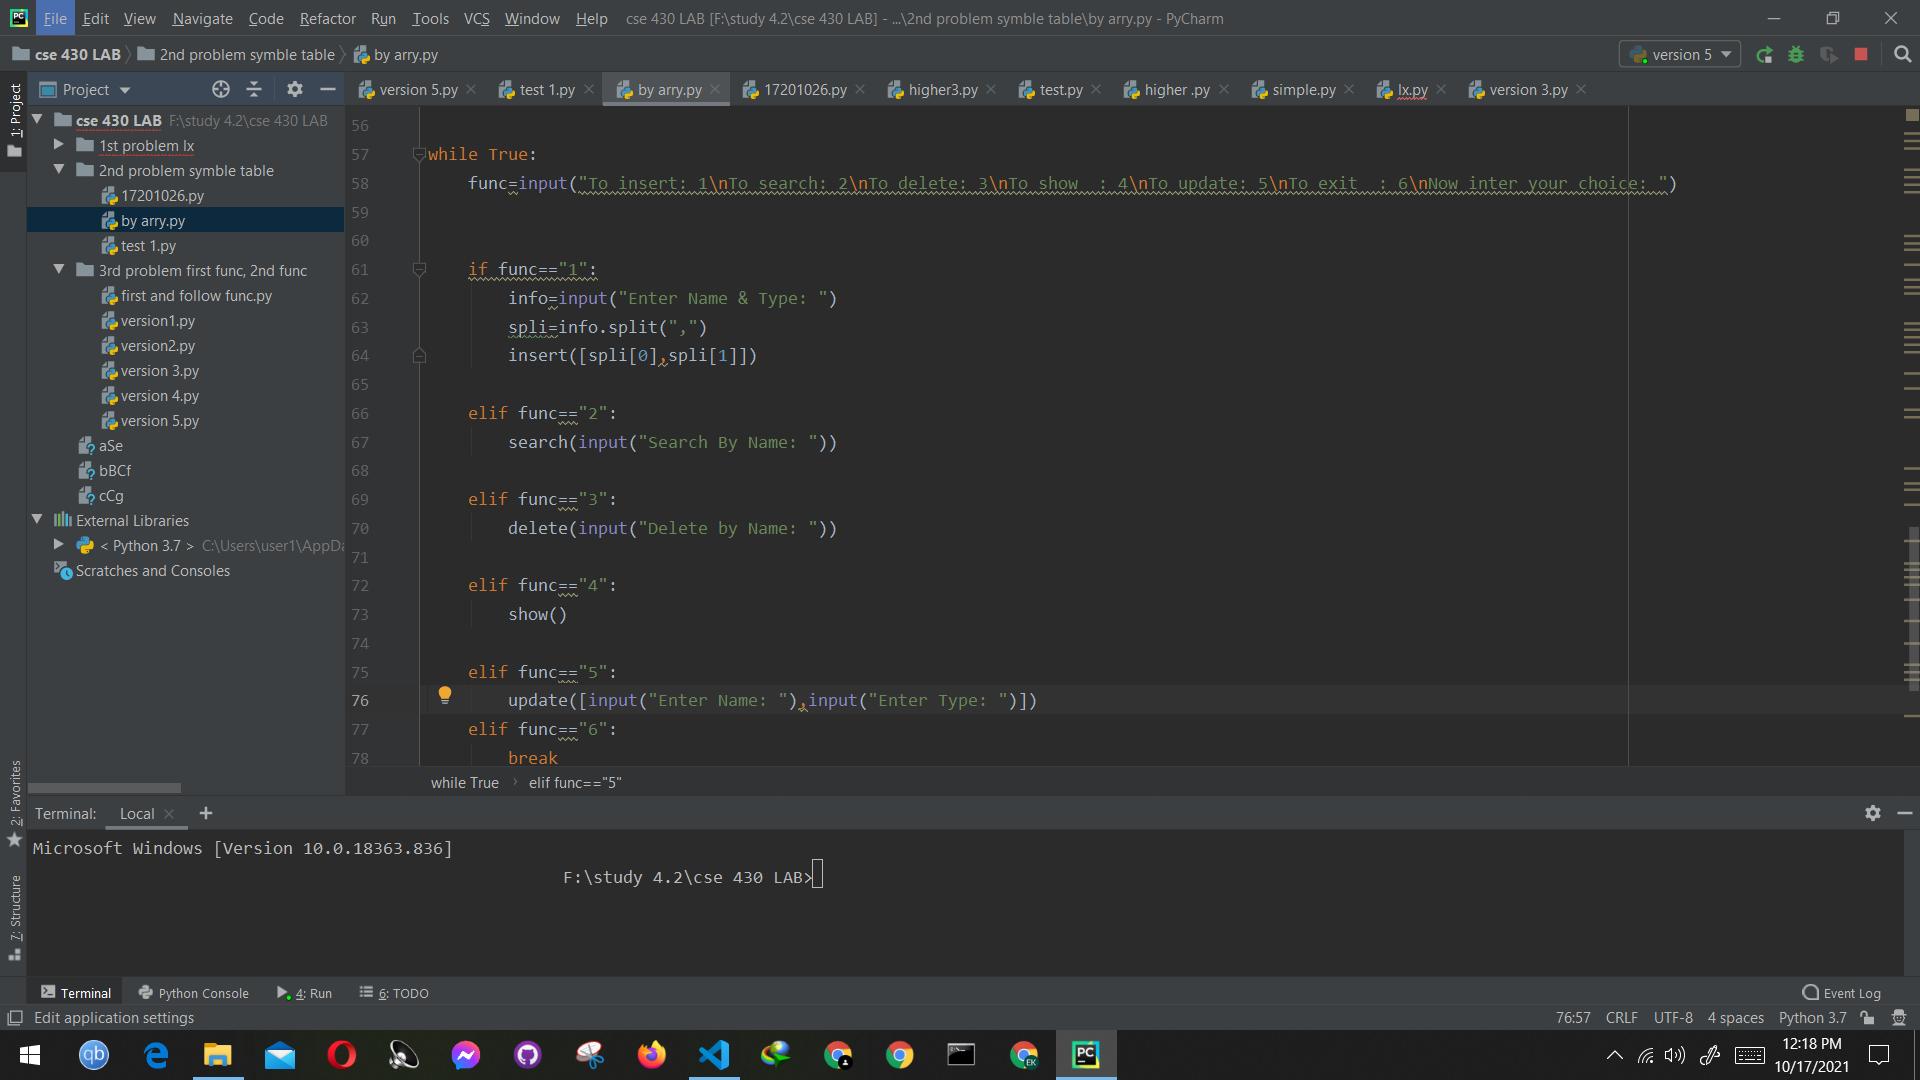 File Edit View Navigate Code Refactor Run Tools VCS Window Help cse 430 LAB [F:\study 4.2\cse 430 LAB] - ...\2nd problem symble table\by arry.py - PyCharm
cse 430 LAB 2nd problem symble table by arry.py version 5
Project version 5.py test 1.py by arry.py 17201026.py higher3.py test.py higher .py simple.py lx.py version 3.py
1: Project
cse 430 LAB F:\study 4.2\cse 430 LAB
1st problem lx
2nd problem symble table
17201026.py
by arry.py
test 1.py
3rd problem first func, 2nd func
first and follow func.py
version1.py
version2.py
version 3.py
version 4.py
version 5.py
aSe
bBCf
cCg
External Libraries
< Python 3.7 > C:\Users\user1\AppDa
Scratches and Consoles
2: Favorites
7: Structure
56
57 while True:
58 func=input("To insert: 1\nTo search: 2\nTo delete: 3\nTo show  : 4\nTo update: 5\nTo exit  : 6\nNow inter your choice: ")
59
60
61 if func=="1":
62 info=input("Enter Name & Type: ")
63 spli=info.split(",")
64 insert([spli[0],spli[1]])
65
66 elif func=="2":
67 search(input("Search By Name: "))
68
69 elif func=="3":
70 delete(input("Delete by Name: "))
71
72 elif func=="4":
73 show()
74
75 elif func=="5":
76 update([input("Enter Name: "),input("Enter Type: ")])
77 elif func=="6":
78 break
while True elif func=="5"
Terminal: Local +
Microsoft Windows [Version 10.0.18363.836]
F:\study 4.2\cse 430 LAB>
Terminal Python Console 4: Run 6: TODO Event Log
Edit application settings 76:57 CRLF UTF-8 4 spaces Python 3.7
qb EK PC 12:18 PM
10/17/2021